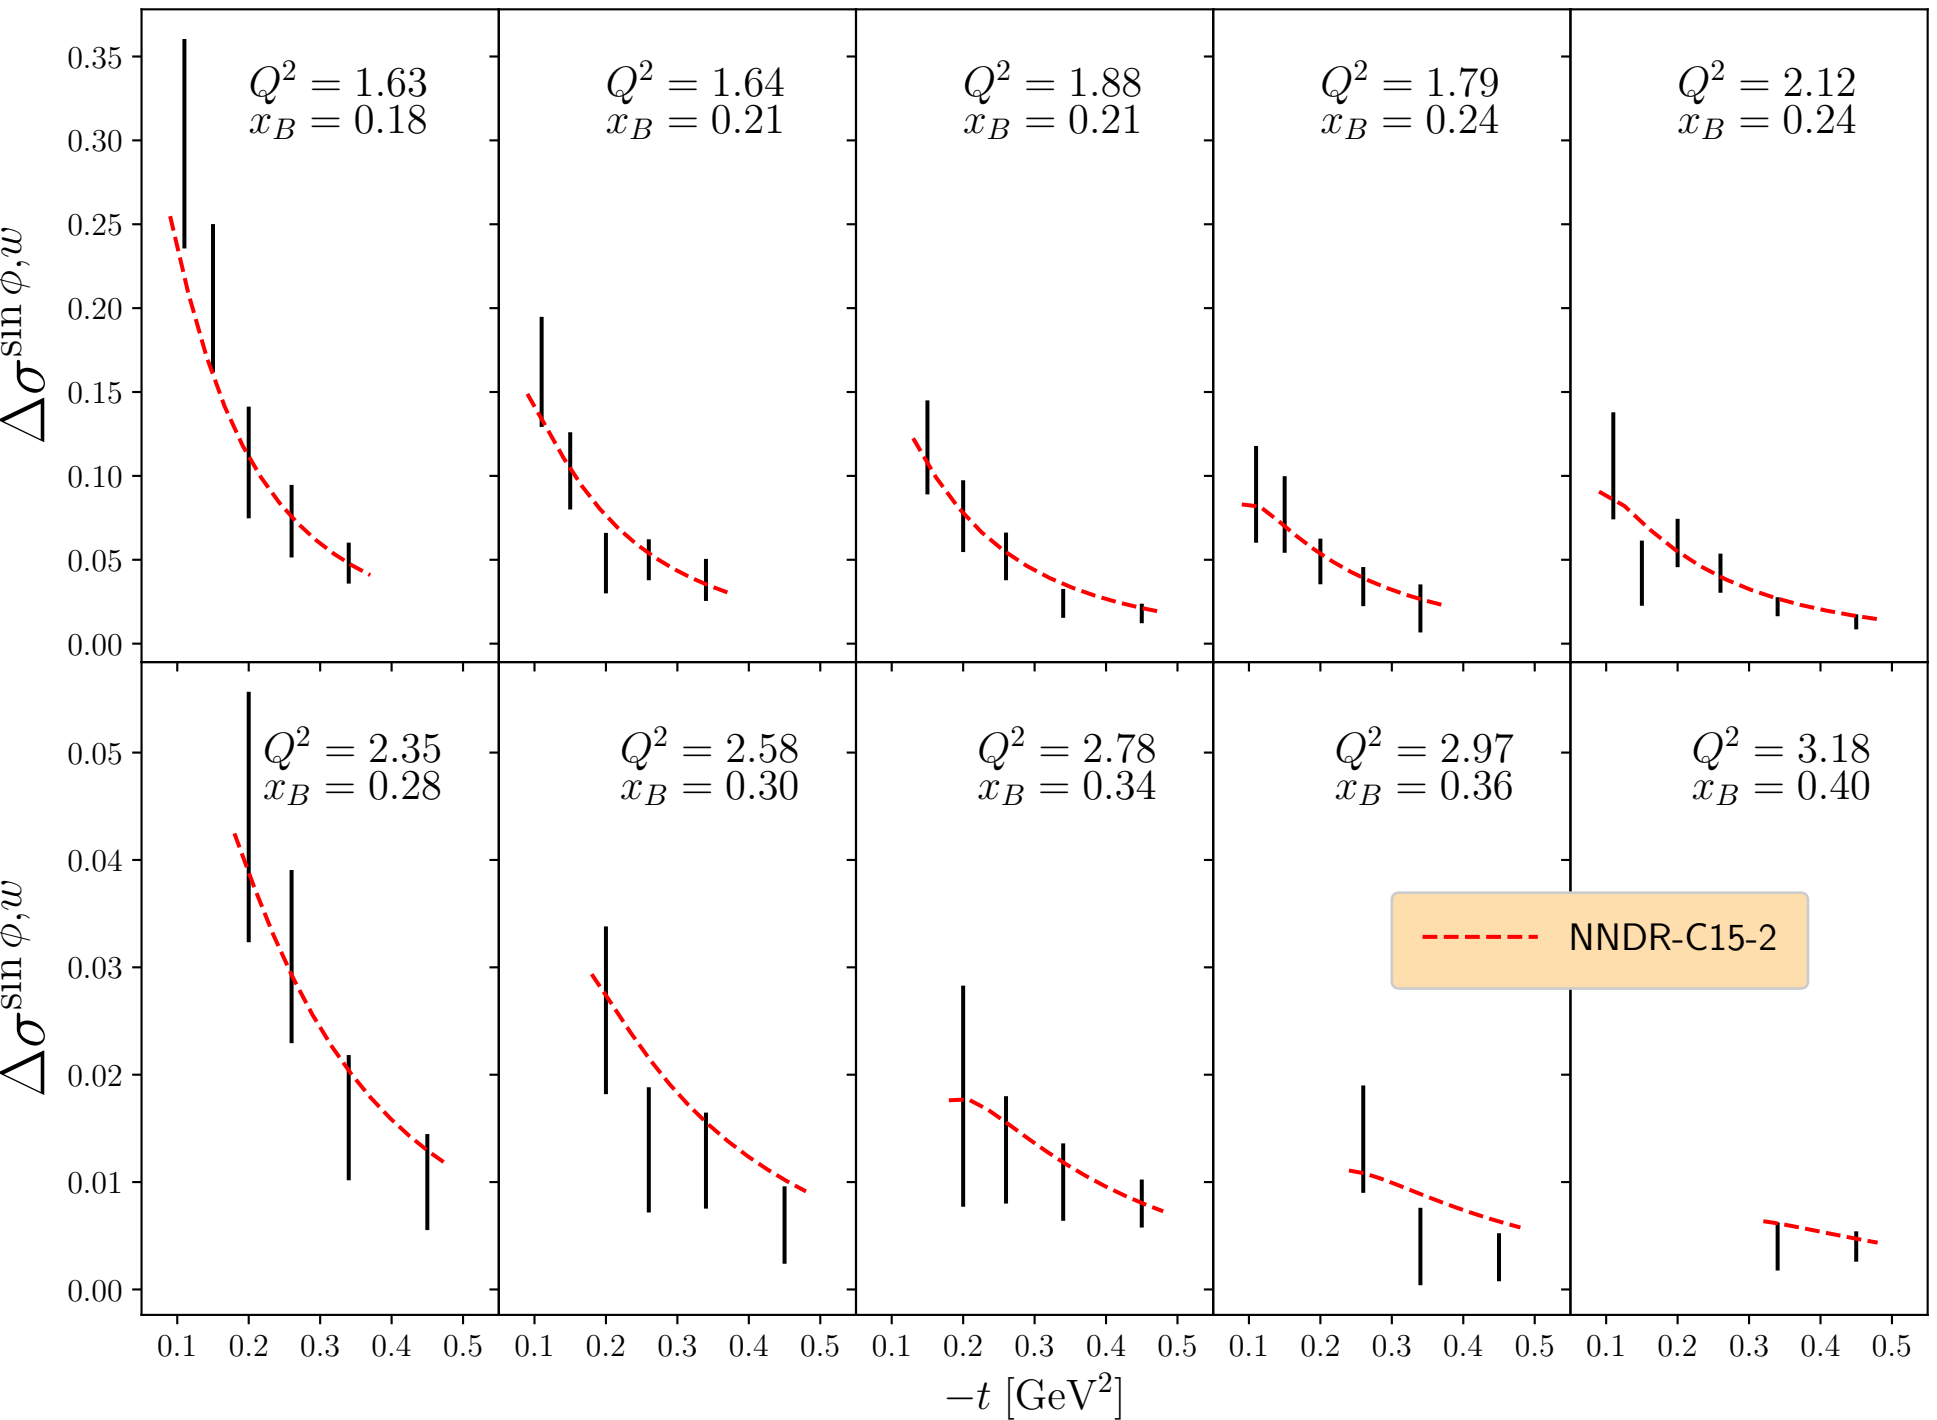 Δσ^{sin ϕ,w}
0.35
0.30
0.25
0.20
0.15
0.10
0.05
0.00
Q² = 1.63
x_B = 0.18
Q² = 1.64
x_B = 0.21
Q² = 1.88
x_B = 0.21
Q² = 1.79
x_B = 0.24
Q² = 2.12
x_B = 0.24
Δσ^{sin ϕ,w}
0.05
0.04
0.03
0.02
0.01
0.00
Q² = 2.35
x_B = 0.28
Q² = 2.58
x_B = 0.30
Q² = 2.78
x_B = 0.34
Q² = 2.97
x_B = 0.36
Q² = 3.18
x_B = 0.40
NNDR-C15-2
0.1 0.2 0.3 0.4 0.5 0.1 0.2 0.3 0.4 0.5 0.1 0.2 0.3 0.4 0.5 0.1 0.2 0.3 0.4 0.5 0.1 0.2 0.3 0.4 0.5
−t [GeV²]